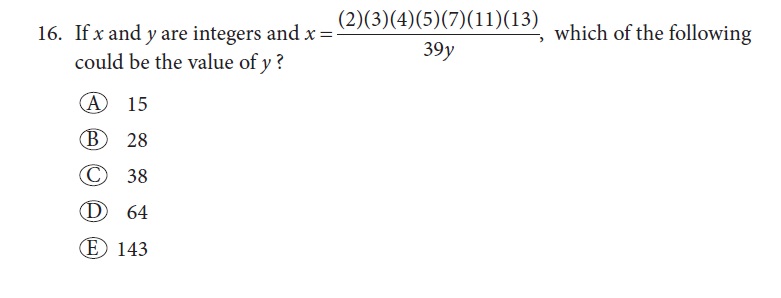 16. If x and y are integers and x = (2)(3)(4)(5)(7)(11)(13) / 39y, which of the following
could be the value of y ?
A 15
B 28
C 38
D 64
E 143